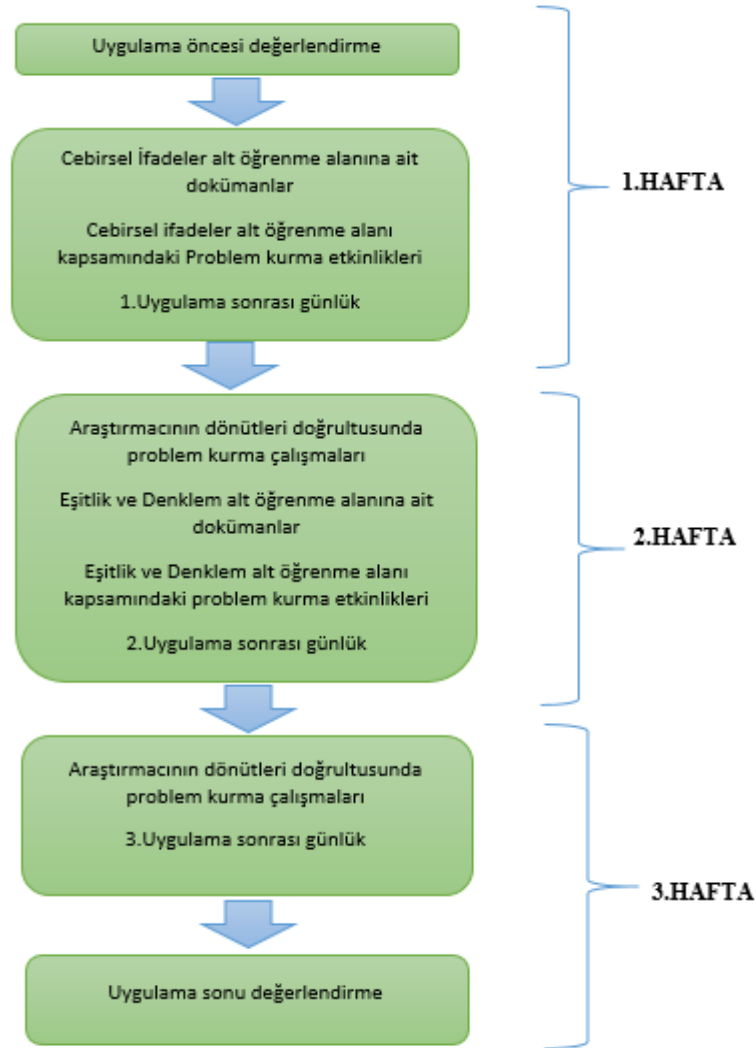 Uygulama öncesi değerlendirme
Cebirsel İfadeler alt öğrenme alanına ait
dokümanlar
Cebirsel ifadeler alt öğrenme alanı
kapsamındaki Problem kurma etkinlikleri
1.Uygulama sonrası günlük
1.HAFTA
Araştırmacının dönütleri doğrultusunda
problem kurma çalışmaları
Eşitlik ve Denklem alt öğrenme alanına ait
dokümanlar
Eşitlik ve Denklem alt öğrenme alanı
kapsamındaki problem kurma etkinlikleri
2.Uygulama sonrası günlük
2.HAFTA
Araştırmacının dönütleri doğrultusunda
problem kurma çalışmaları
3.Uygulama sonrası günlük
3.HAFTA
Uygulama sonu değerlendirme